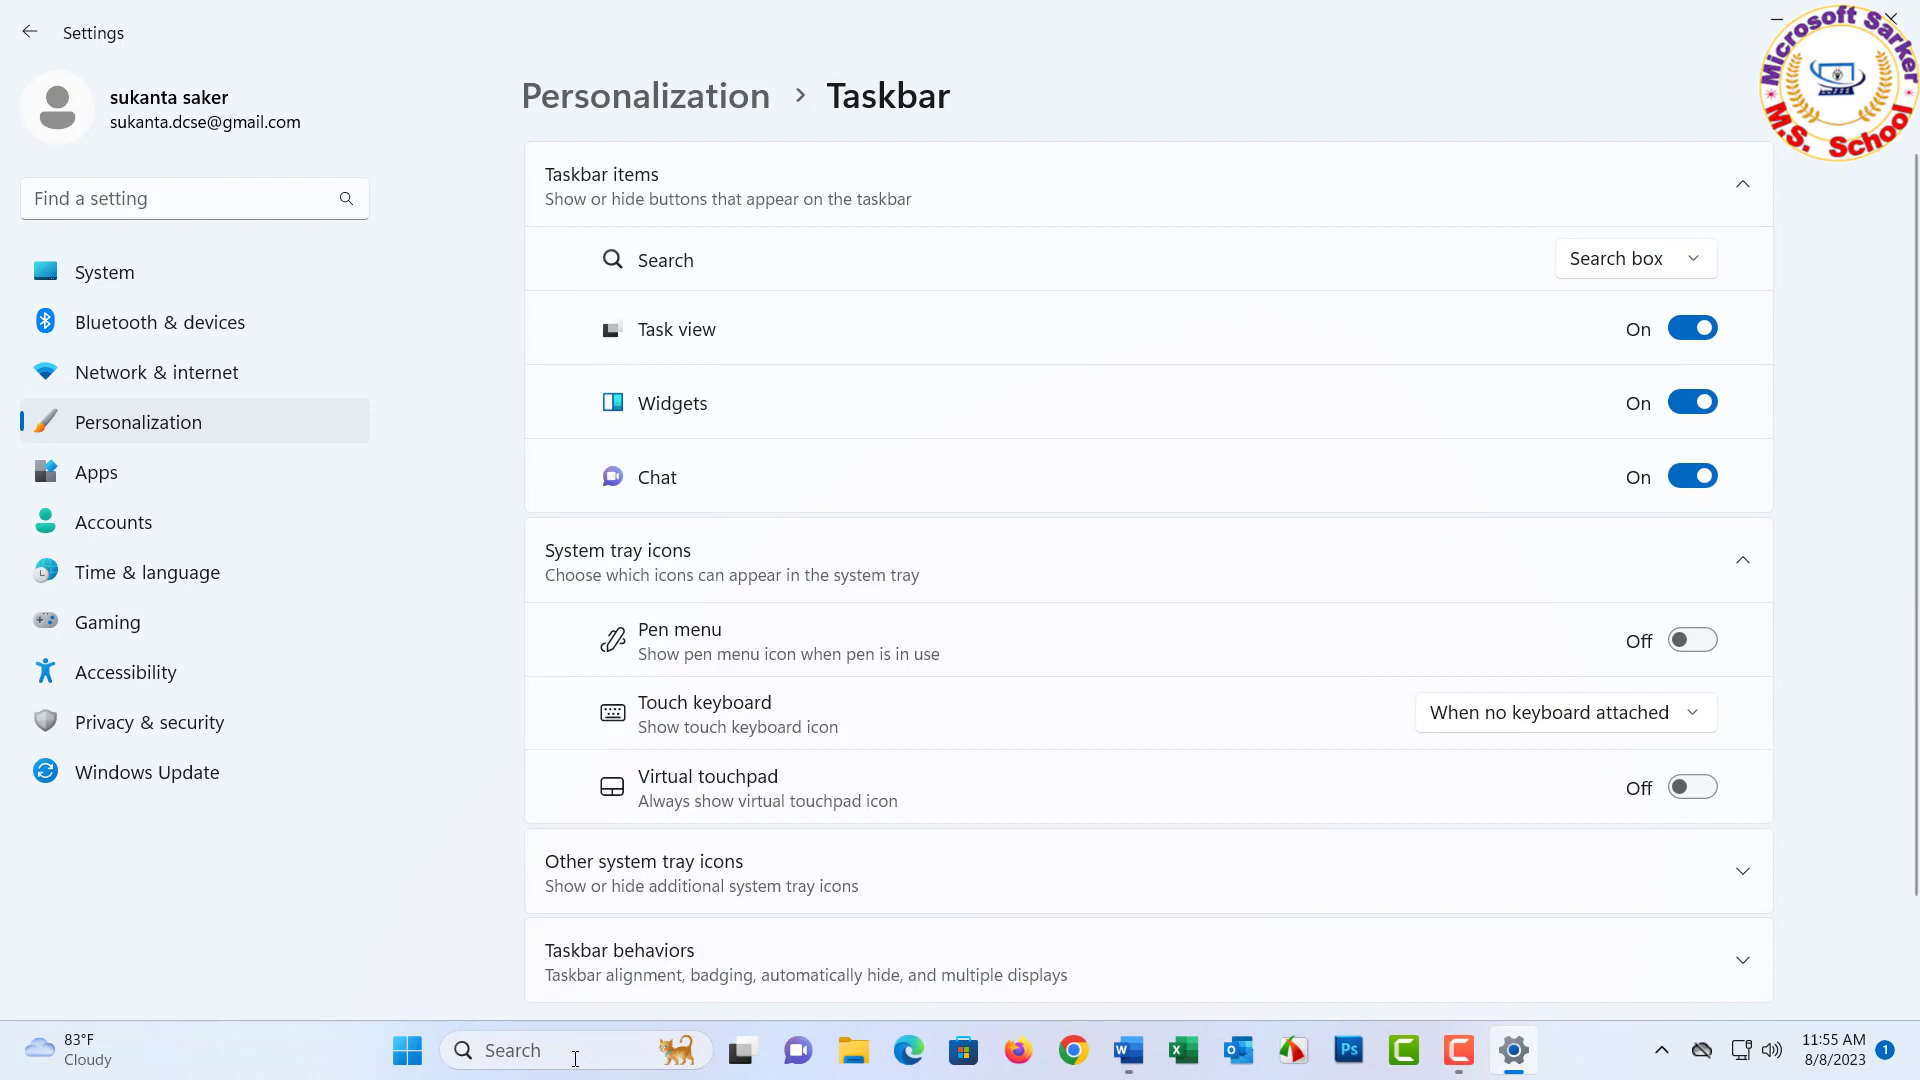 Settings
sukanta saker
sukanta.dcse@gmail.com
Find a setting
System
Bluetooth & devices
Network & internet
Personalization
Apps
Accounts
Time & language
Gaming
Accessibility
Privacy & security
Windows Update
Personalization > Taskbar
Taskbar items
Show or hide buttons that appear on the taskbar
Search
Search box
Task view
On
Widgets
On
Chat
On
System tray icons
Choose which icons can appear in the system tray
Pen menu
Show pen menu icon when pen is in use
Off
Touch keyboard
Show touch keyboard icon
When no keyboard attached
Virtual touchpad
Always show virtual touchpad icon
Off
Other system tray icons
Show or hide additional system tray icons
Taskbar behaviors
Taskbar alignment, badging, automatically hide, and multiple displays
Microsoft Sarker
M.S. School
83°F
Cloudy
Search
Ps
11:55 AM
8/8/2023
1